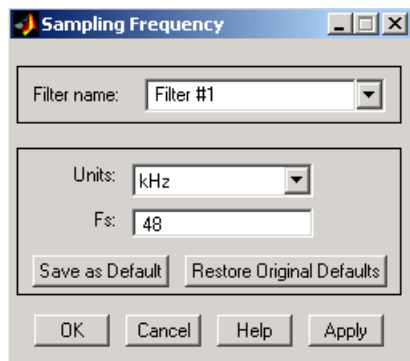 Sampling Frequency
Filter name: Filter #1
Units: kHz
Fs: 48
Save as Default Restore Original Defaults
OK Cancel Help Apply